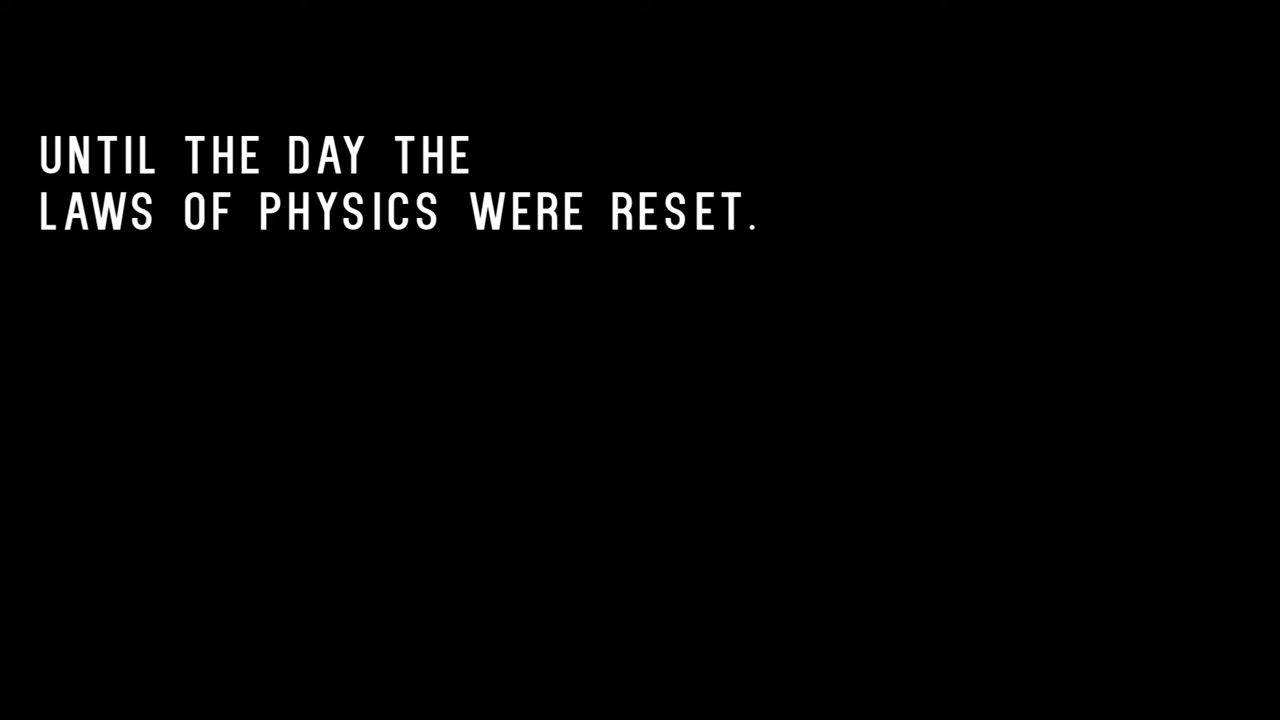 UNTIL THE DAY THE
LAWS OF PHYSICS WERE RESET.